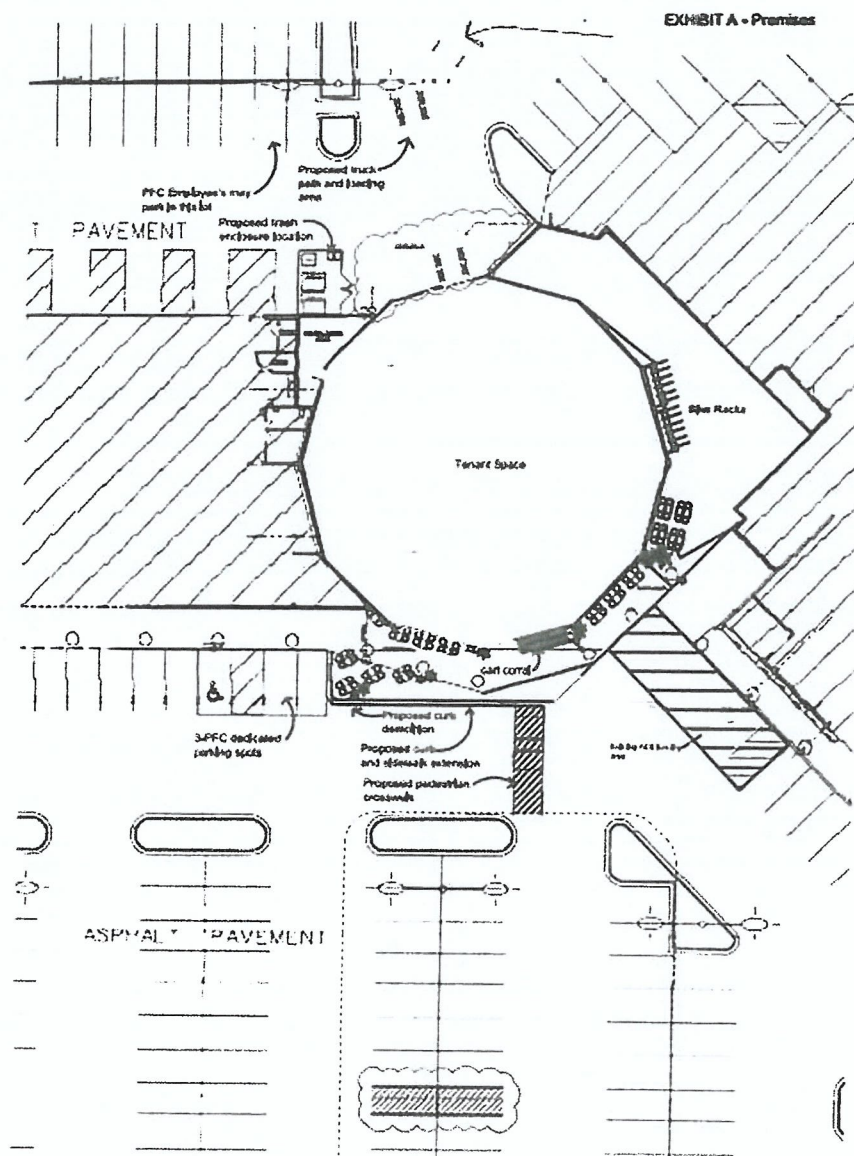 EXHIBIT A - Premises
PFC Employee's may
park in this lot
Proposed truck
path and loading
area
T PAVEMENT
Proposed trash
enclosure location
Bike Racks
Tenant Space
cart corral
3-PFC dedicated
parking spots
Proposed curb
demolition
Proposed curb
and sidewalk extension
Proposed pedestrian
crosswalk
area
ASPHALT PAVEMENT